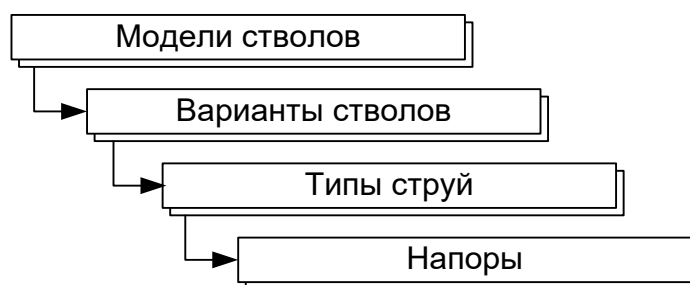 Модели стволов
Варианты стволов
Типы струй
Напоры